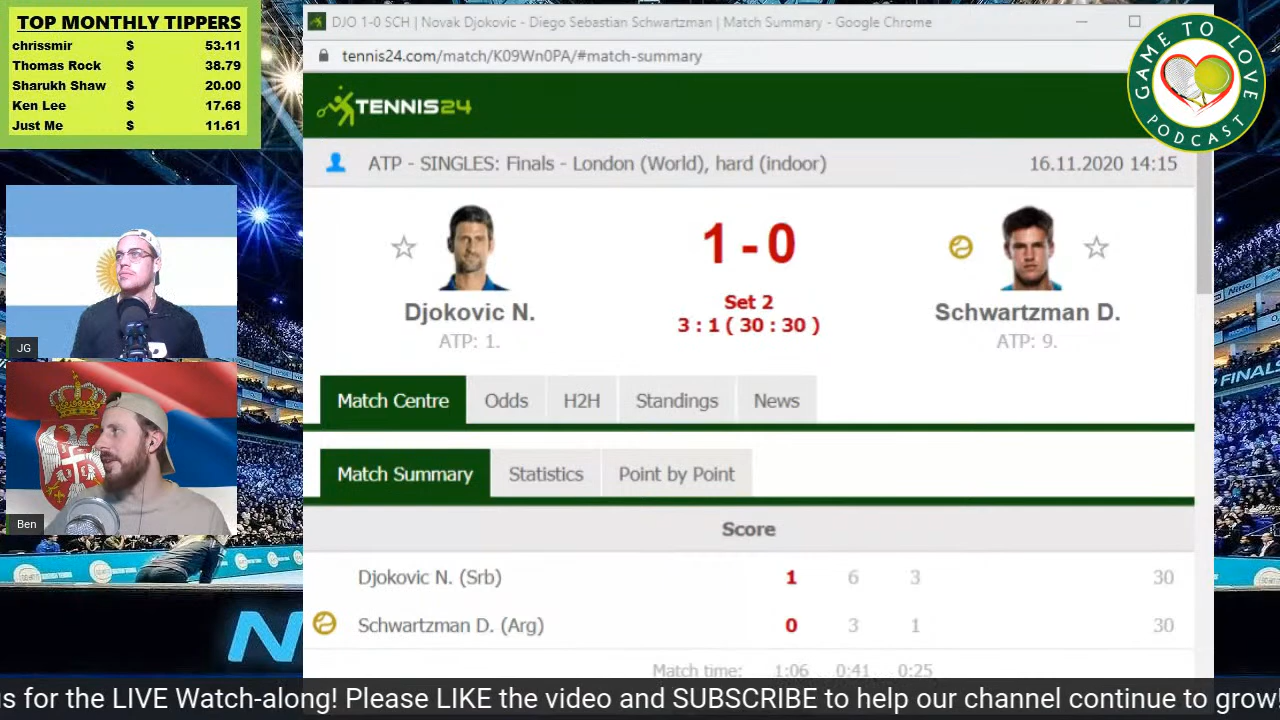 TOP MONTHLY TIPPERS
chrissmir $ 53.11
Thomas Rock $ 38.79
Sharukh Shaw $ 20.00
Ken Lee $ 17.68
Just Me $ 11.61
JG
Ben
DJO 1-0 SCH | Novak Djokovic - Diego Sebastian Schwartzman | Match Summary - Google Chrome
tennis24.com/match/K09Wn0PA/#match-summary
GAME TO LOVE
PODCAST
TENNIS24
ATP - SINGLES: Finals - London (World), hard (indoor) 16.11.2020 14:15
1 - 0
Set 2
3 : 1 ( 30 : 30 )
Djokovic N. Schwartzman D.
ATP: 1. ATP: 9.
FINALS
Match Centre Odds H2H Standings News
Match Summary Statistics Point by Point
Score
Djokovic N. (Srb) 1 6 3 30
Schwartzman D. (Arg) 0 3 1 30
Match time: 1:06 0:41 0:25
us for the LIVE Watch-along! Please LIKE the video and SUBSCRIBE to help our channel continue to grow!